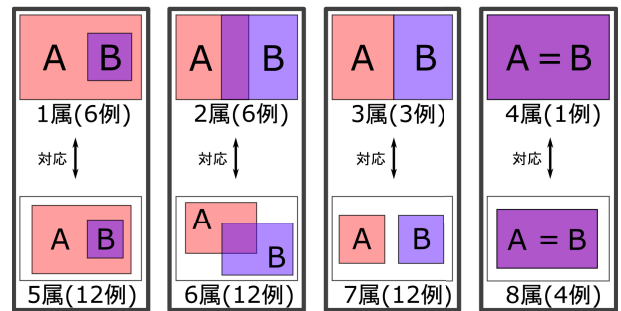 A B
1属(6例)
対応
A B
5属(12例)
A B
2属(6例)
対応
A
B
6属(12例)
A B
3属(3例)
対応
A B
7属(12例)
A = B
4属(1例)
対応
A = B
8属(4例)